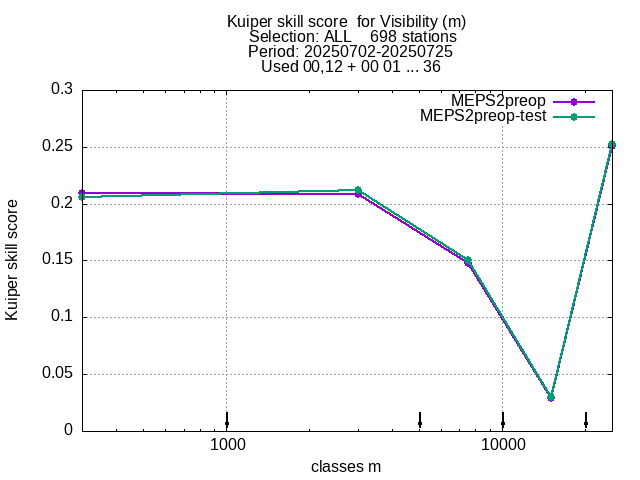 Kuiper skill score  for Visibility (m)
Selection: ALL    698 stations
Period: 20250702-20250725
Used 00,12 + 00 01 ... 36
MEPS2preop
MEPS2preop-test
0.3
0.25
0.2
0.15
0.1
0.05
0
Kuiper skill score
1000
10000
classes m